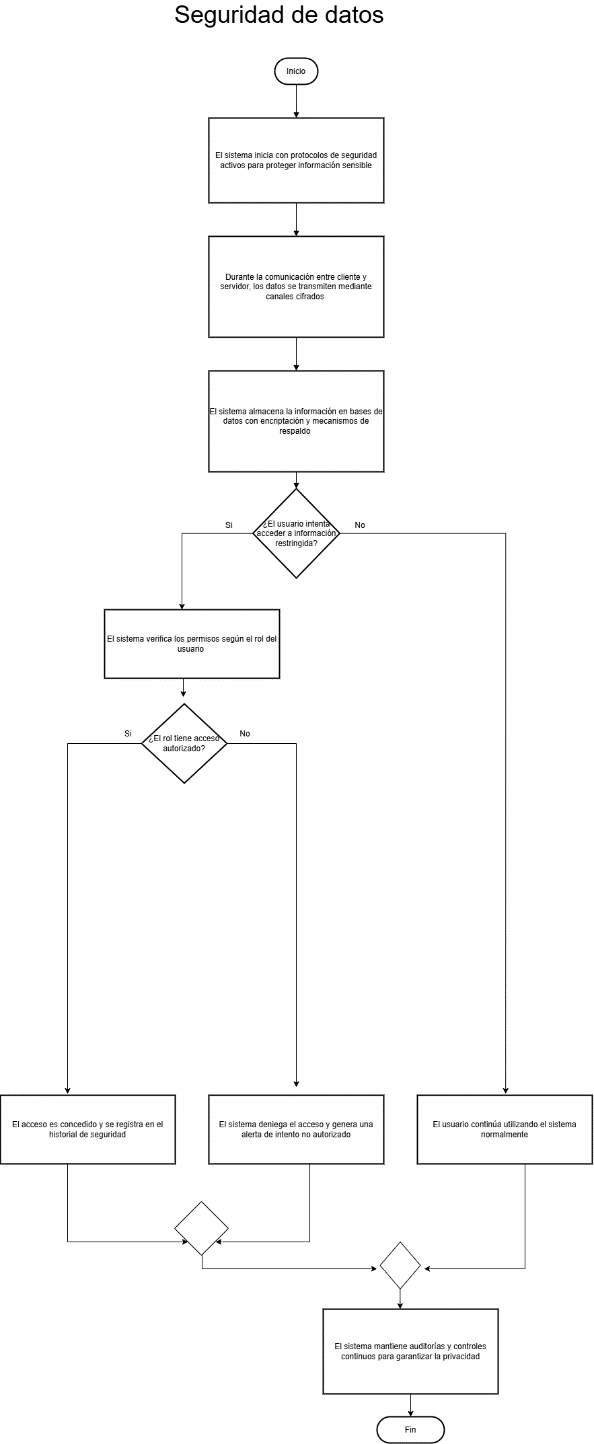 Seguridad de datos
Inicio
El sistema inicia con protocolos de seguridad
activos para proteger información sensible
Durante la comunicación entre cliente y
servidor, los datos se transmiten mediante
canales cifrados
El sistema almacena la información en bases de
datos con encriptación y mecanismos de
respaldo
¿El usuario intenta
acceder a información
restringida?
Si
No
El sistema verifica los permisos según el rol del
usuario
¿El rol tiene acceso
autorizado?
Si
No
El acceso es concedido y se registra en el
historial de seguridad
El sistema deniega el acceso y genera una
alerta de intento no autorizado
El usuario continúa utilizando el sistema
normalmente
El sistema mantiene auditorías y controles
continuos para garantizar la privacidad
Fin